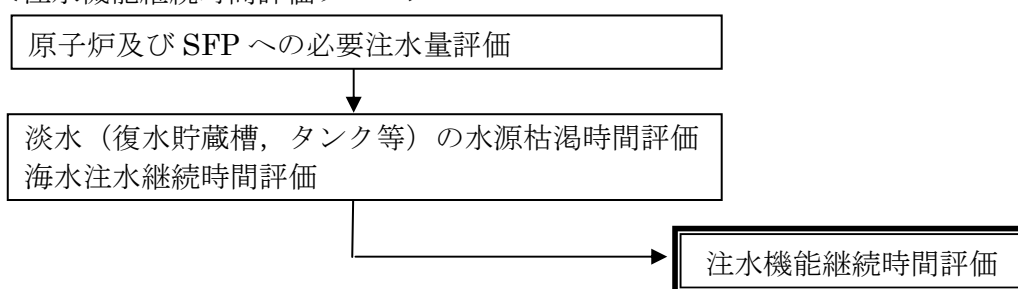 原子炉及び SFP への必要注水量評価
淡水（復水貯蔵槽，タンク等）の水源枯渇時間評価
海水注水継続時間評価
注水機能継続時間評価